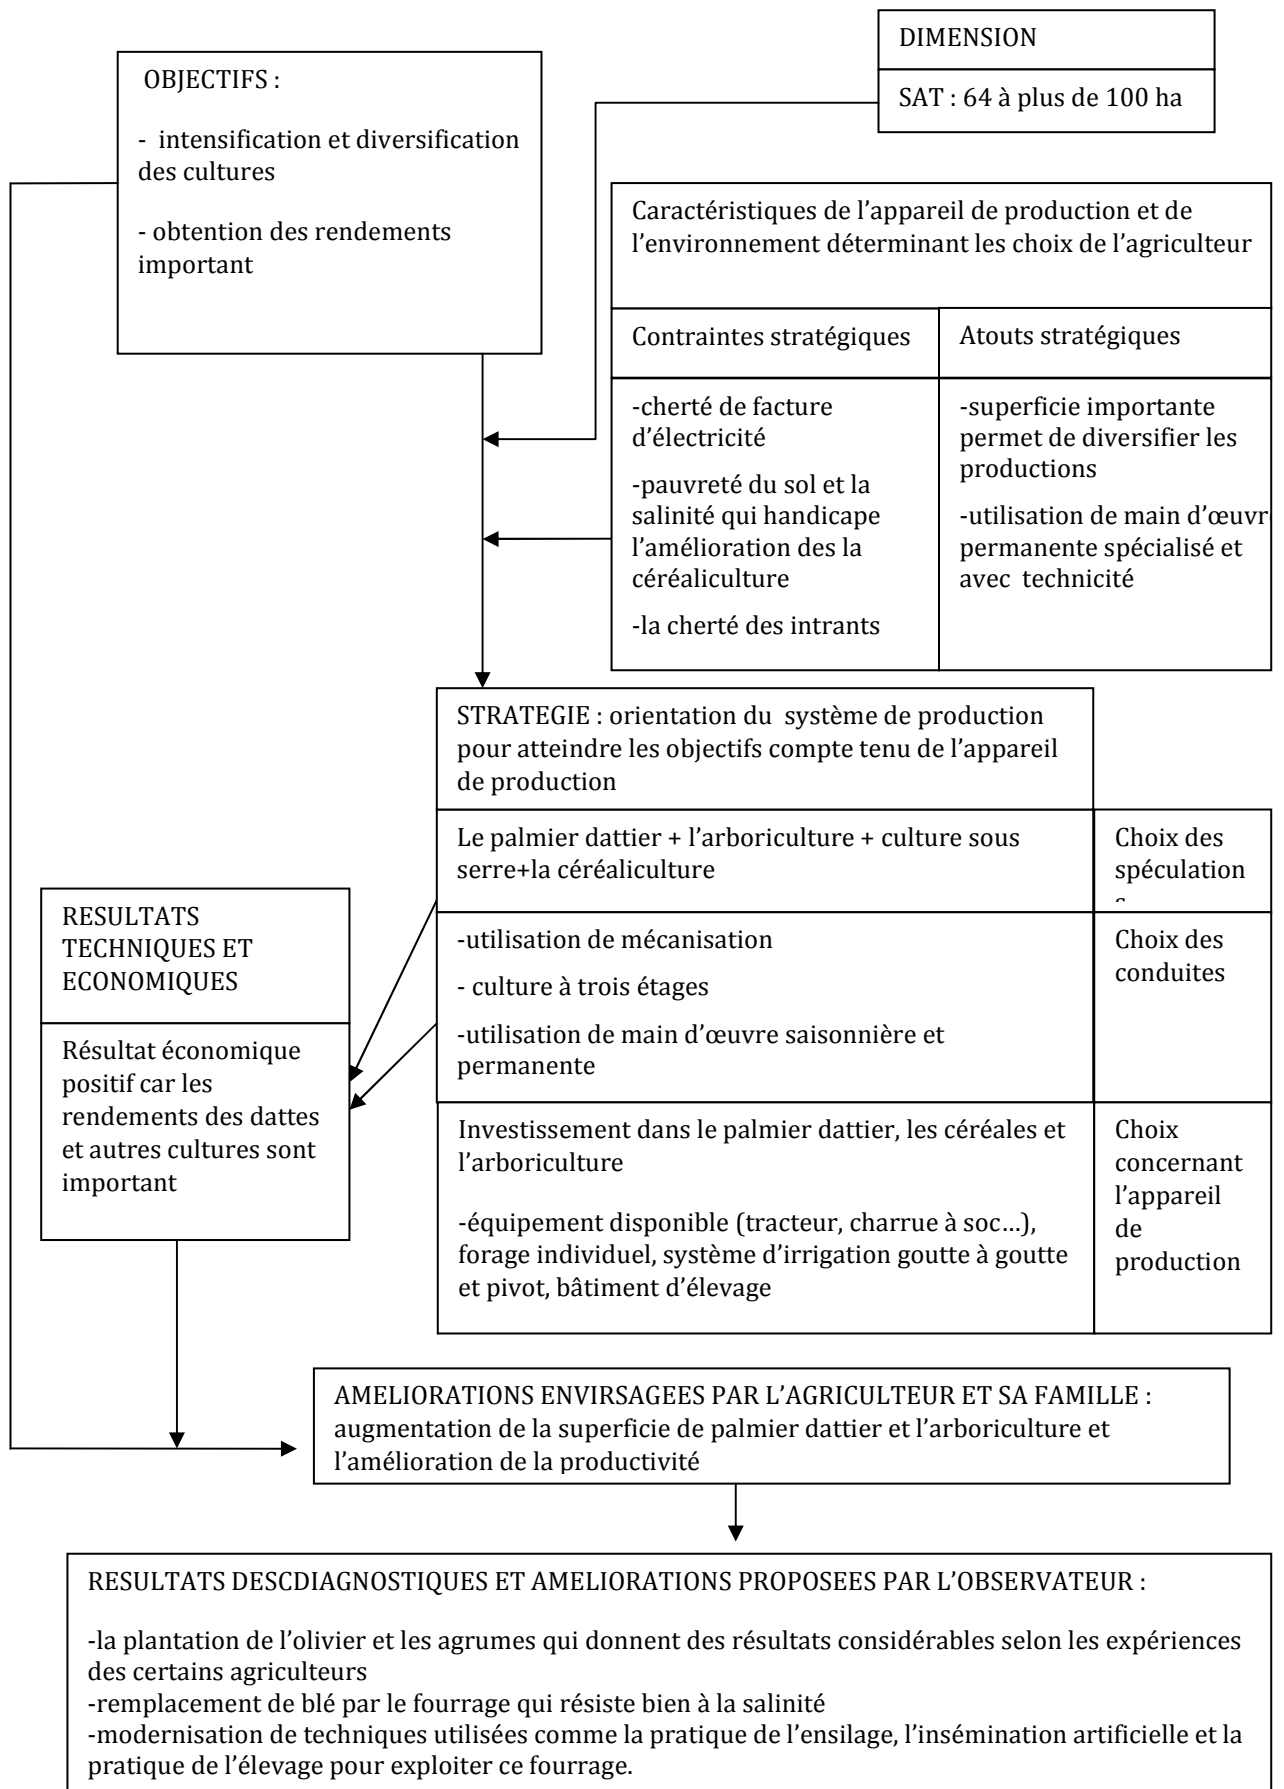 DIMENSION
SAT : 64 à plus de 100 ha
OBJECTIFS :
- intensification et diversification
des cultures
- obtention des rendements
important
Caractéristiques de l’appareil de production et de
l’environnement déterminant les choix de l’agriculteur
Contraintes stratégiques
-cherté de facture
d’électricité
-pauvreté du sol et la
salinité qui handicape
l’amélioration des la
céréaliculture
-la cherté des intrants
Atouts stratégiques
-superficie importante
permet de diversifier les
productions
-utilisation de main d’œuvr
permanente spécialisé et
avec technicité
STRATEGIE : orientation du système de production
pour atteindre les objectifs compte tenu de l’appareil
de production
Le palmier dattier + l’arboriculture + culture sous
serre+la céréaliculture
Choix des
spéculation
-utilisation de mécanisation
- culture à trois étages
-utilisation de main d’œuvre saisonnière et
permanente
Choix des
conduites
Investissement dans le palmier dattier, les céréales et
l’arboriculture
-équipement disponible (tracteur, charrue à soc…),
forage individuel, système d’irrigation goutte à goutte
et pivot, bâtiment d’élevage
Choix
concernant
l’appareil
de
production
RESULTATS
TECHNIQUES ET
ECONOMIQUES
Résultat économique
positif car les
rendements des dattes
et autres cultures sont
important
AMELIORATIONS ENVIRSAGEES PAR L’AGRICULTEUR ET SA FAMILLE :
augmentation de la superficie de palmier dattier et l’arboriculture et
l’amélioration de la productivité
RESULTATS DESCDIAGNOSTIQUES ET AMELIORATIONS PROPOSEES PAR L’OBSERVATEUR :
-la plantation de l’olivier et les agrumes qui donnent des résultats considérables selon les expériences
des certains agriculteurs
-remplacement de blé par le fourrage qui résiste bien à la salinité
-modernisation de techniques utilisées comme la pratique de l’ensilage, l’insémination artificielle et la
pratique de l’élevage pour exploiter ce fourrage.